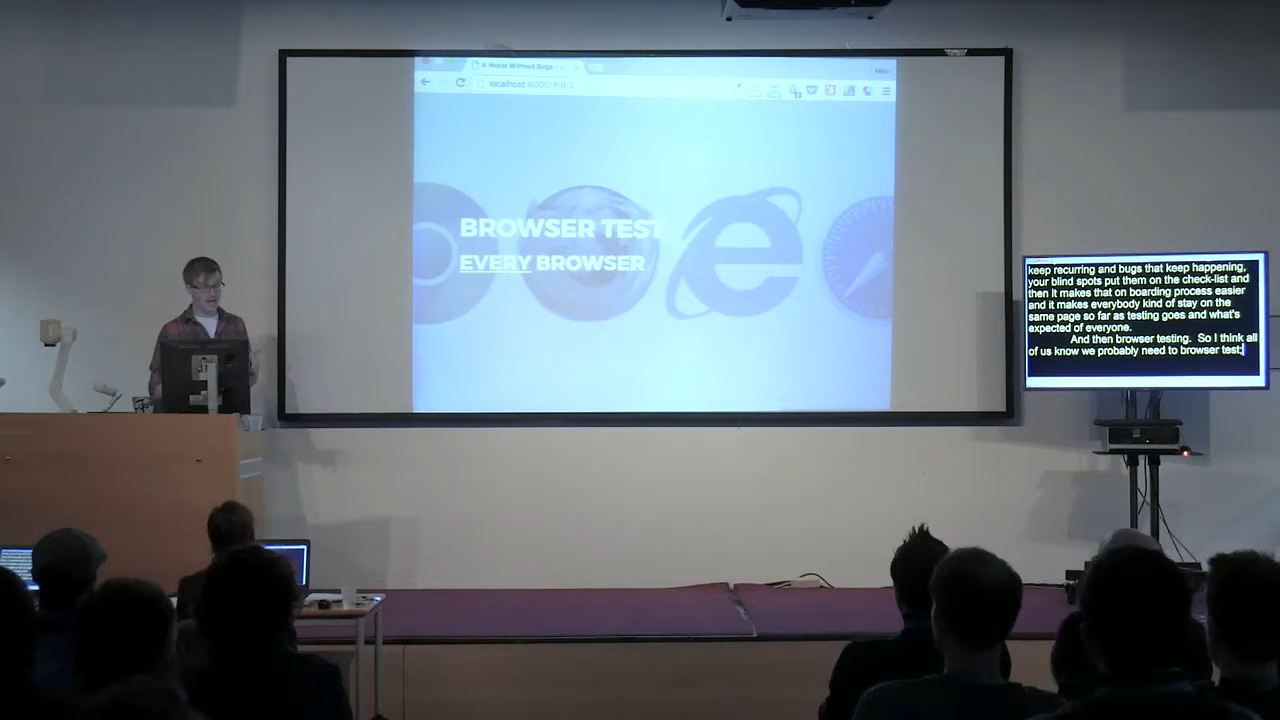 A World Without Bugs
localhost:8000/#/8/2
BROWSER TEST
EVERY BROWSER
keep recurring and bugs that keep happening,
your blind spots put them on the check-list and
then it makes that on boarding process easier
and it makes everybody kind of stay on the
same page so far as testing goes and what's
expected of everyone.
And then browser testing. So I think all
of us know we probably need to browser test;